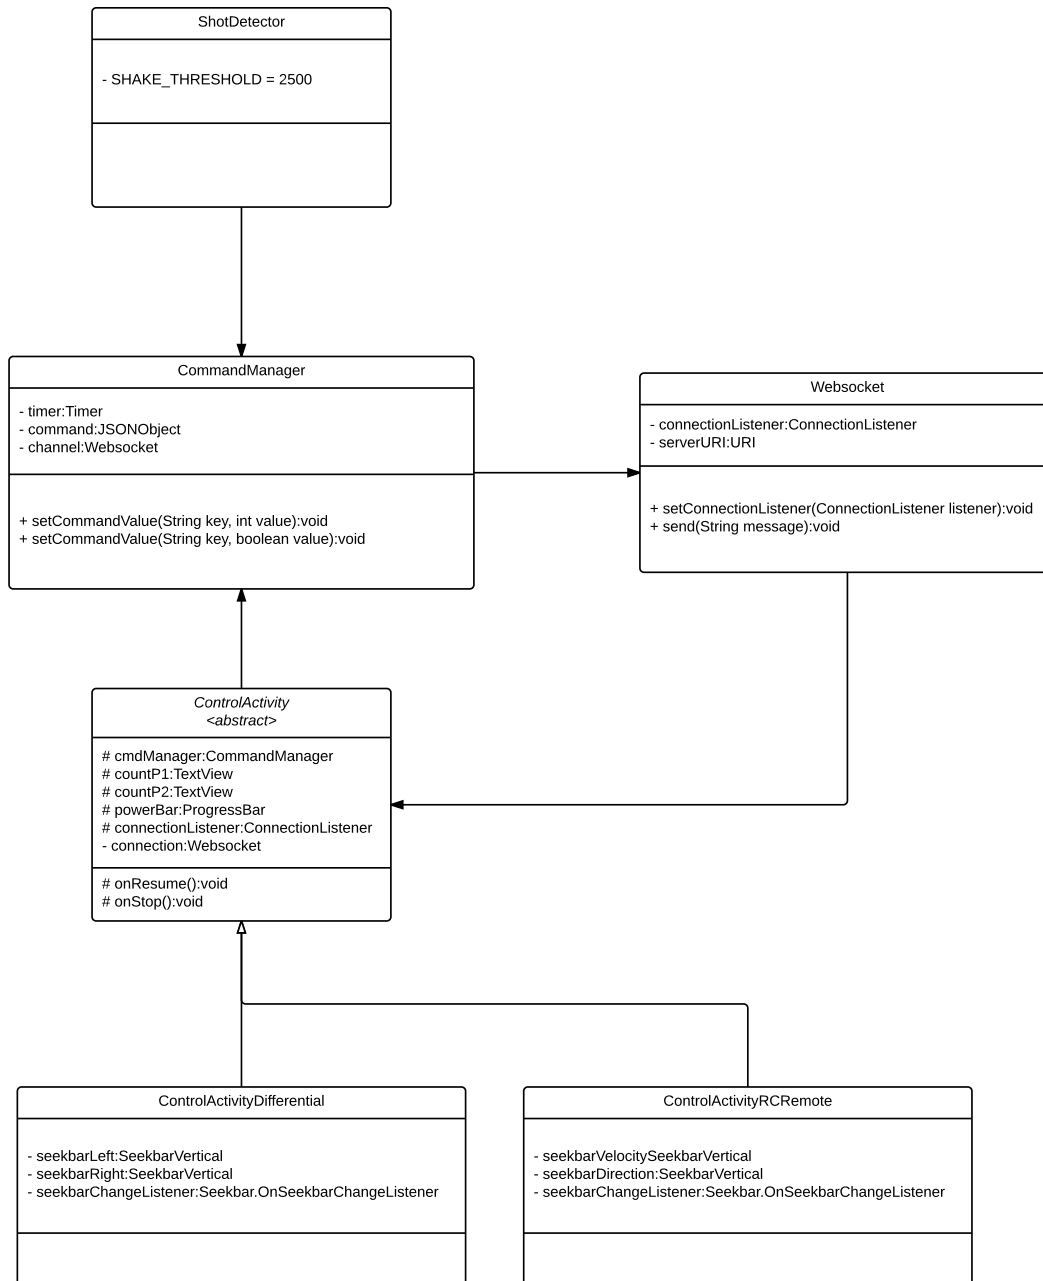 ShotDetector
- SHAKE_THRESHOLD = 2500
CommandManager
- timer:Timer
- command:JSONObject
- channel:Websocket
+ setCommandValue(String key, int value):void
+ setCommandValue(String key, boolean value):void
Websocket
- connectionListener:ConnectionListener
- serverURI:URI
+ setConnectionListener(ConnectionListener listener):void
+ send(String message):void
ControlActivity
<abstract>
# cmdManager:CommandManager
# countP1:TextView
# countP2:TextView
# powerBar:ProgressBar
# connectionListener:ConnectionListener
- connection:Websocket
# onResume():void
# onStop():void
ControlActivityDifferential
- seekbarLeft:SeekbarVertical
- seekbarRight:SeekbarVertical
- seekbarChangeListener:Seekbar.OnSeekbarChangeListener
ControlActivityRCRemote
- seekbarVelocitySeekbarVertical
- seekbarDirection:SeekbarVertical
- seekbarChangeListener:Seekbar.OnSeekbarChangeListener